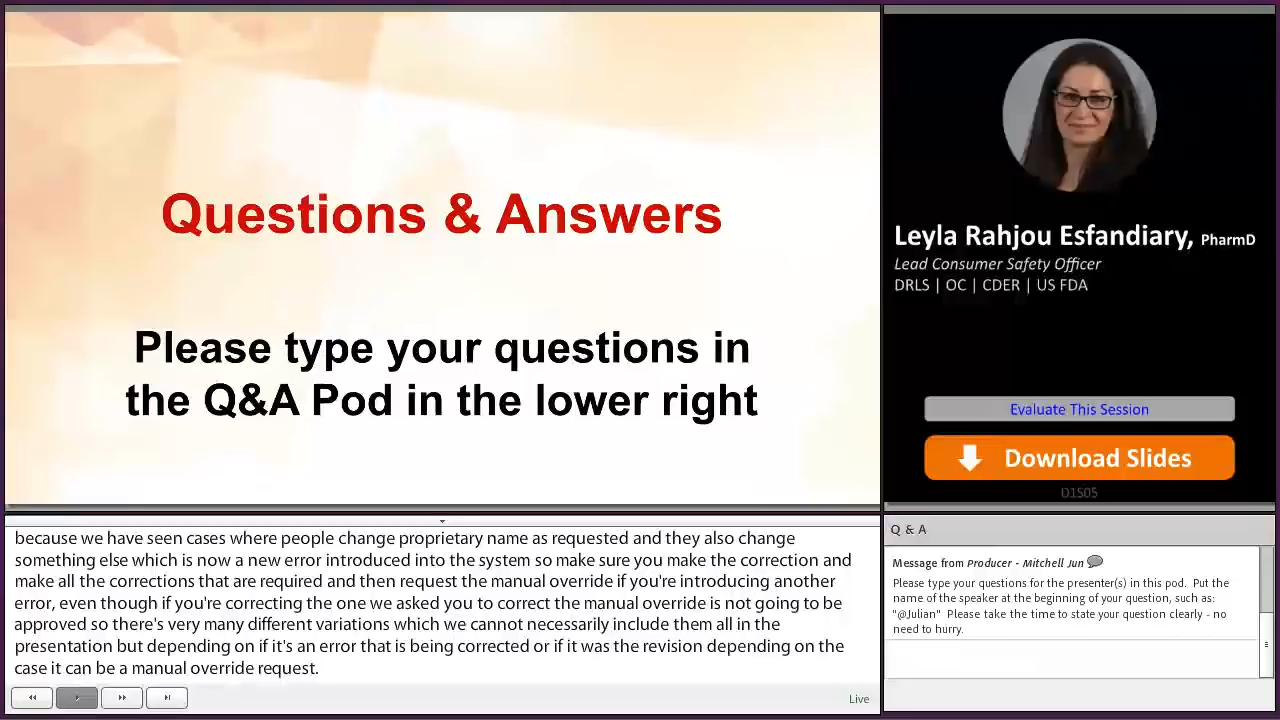 Questions & Answers
Please type your questions in
the Q&A Pod in the lower right
Leyla Rahjou Esfandiary, PharmD
Lead Consumer Safety Officer
DRLS | OC | CDER | US FDA
Evaluate This Session
Download Slides
D1S05
because we have seen cases where people change proprietary name as requested and they also change
something else which is now a new error introduced into the system so make sure you make the correction and
make all the corrections that are required and then request the manual override if you're introducing another
error, even though if you're correcting the one we asked you to correct the manual override is not going to be
approved so there's very many different variations which we cannot necessarily include them all in the
presentation but depending on if it's an error that is being corrected or if it was the revision depending on the
case it can be a manual override request.
Live
Q & A
Message from Producer - Mitchell Jun
Please type your questions for the presenter(s) in this pod. Put the
name of the speaker at the beginning of your question, such as:
"@Julian" Please take the time to state your question clearly - no
need to hurry.